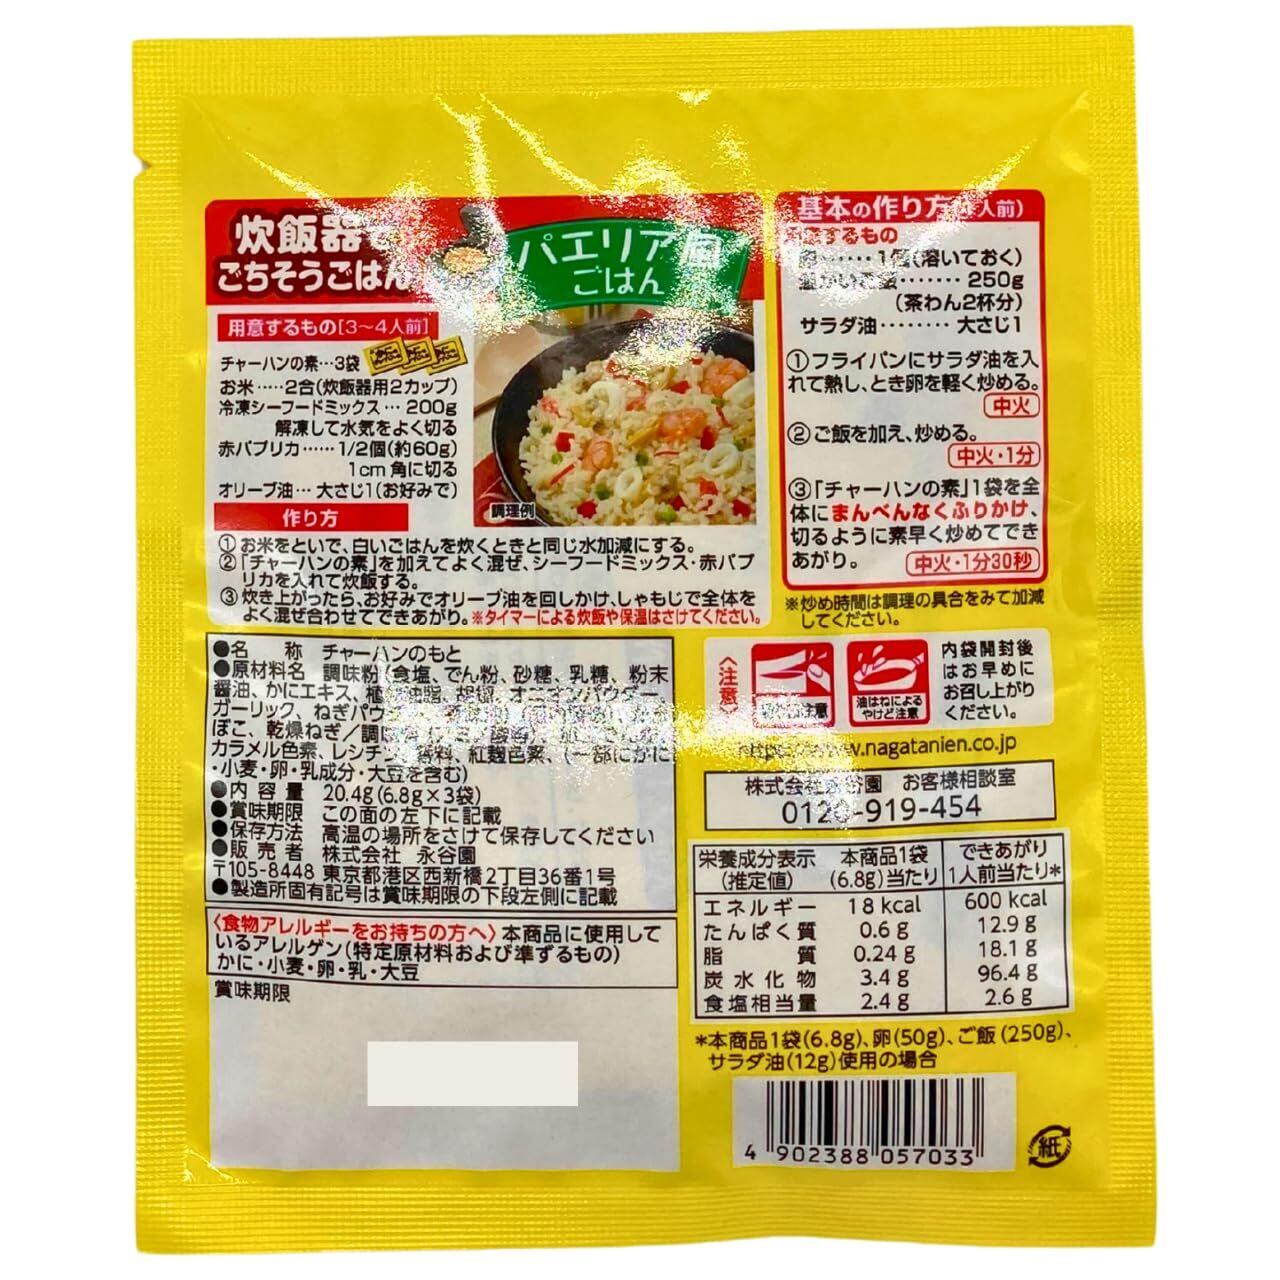 炊飯器で
ごちそうごはん
パエリア風
ごはん
用意するもの[3〜4人前]
チャーハンの素…3袋
お米……2合(炊飯器用2カップ)
冷凍シーフードミックス… 200g
解凍して水気をよく切る
赤パプリカ……1/2個(約60g)
1cm角に切る
オリーブ油… 大さじ1(お好みで)
調理例
作り方
①お米をといで、白いごはんを炊くときと同じ水加減にする。
②「チャーハンの素」を加えてよく混ぜ、シーフードミックス・赤パプ
リカを入れて炊飯する。
③炊き上がったら、お好みでオリーブ油を回しかけ、しゃもじで全体を
よく混ぜ合わせてできあがり。※タイマーによる炊飯や保温はさけてください。
基本の作り方 人前)
用意するもの
1個(溶いておく)
250g
(茶わん2杯分)
サラダ油……… 大さじ1
①フライパンにサラダ油を入
れて熱し、とき卵を軽く炒める。
中火
②ご飯を加え、炒める。
中火・1分
③「チャーハンの素」1袋を全
体にまんべんなくふりかけ、
切るように素早く炒めてでき
あがり。 中火・1分30秒
※炒め時間は調理の具合をみて加減
してください。
●名 称 チャーハンのもと
●原材料名 調味粉(食塩、でん粉、砂糖、乳糖、粉末
醤油、かにエキス、植物油脂、胡椒、オニオンパウダー、
ガーリック、ねぎパウ
ぼこ、乾燥ねぎ/調味料
カラメル色素、レシチン、香料、紅麹色素、(一部にかに
・小麦・卵・乳成分・大豆を含む)
●内 容 量 20.4g(6.8g×3袋)
●賞味期限 この面の左下に記載
●保存方法 高温の場所をさけて保存してください
●販 売 者 株式会社 永谷園
〒105-8448 東京都港区西新橋2丁目36番1号
●製造所固有記号は賞味期限の下段左側に記載
〈食物アレルギーをお持ちの方へ〉本商品に使用して
いるアレルゲン(特定原材料および準ずるもの)
かに・小麦・卵・乳・大豆
賞味期限
〈注意〉
注意
油はねによる
やけど注意
内袋開封後
はお早めに
お召し上がり
ください。
www.nagatanien.co.jp
株式会社永谷園 お客様相談室
0120-919-454
栄養成分表示 本商品1袋 できあがり
(推定値) (6.8g)当たり 1人前当たり*
エネルギー 18 kcal 600 kcal
たんぱく質 0.6 g 12.9 g
脂 質 0.24 g 18.1 g
炭水化物 3.4 g 96.4 g
食塩相当量 2.4 g 2.6 g
*本商品1袋(6.8g)、卵(50g)、ご飯(250g)、
サラダ油(12g)使用の場合
4 902388 057033
紙